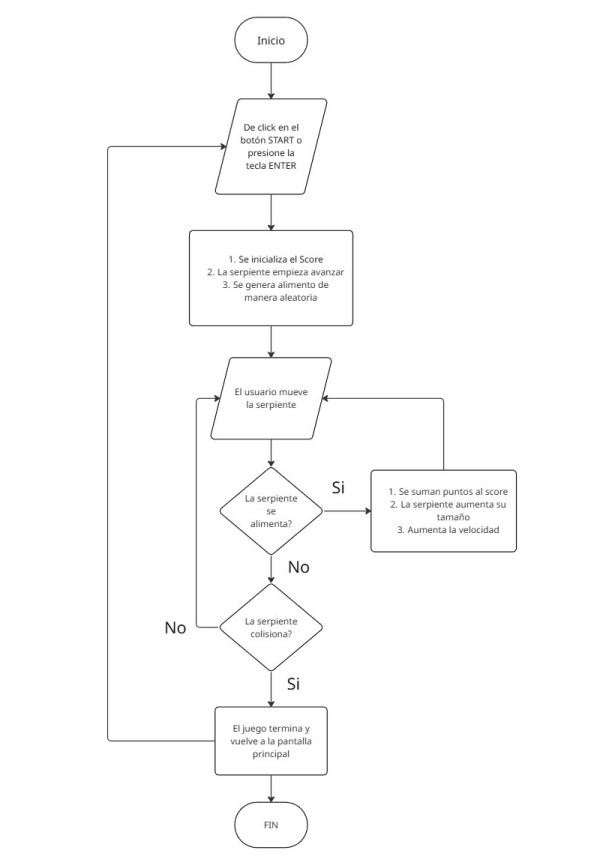 Inicio
De click en el
botón START o
presione la
tecla ENTER
1. Se inicializa el Score
2. La serpiente empieza avanzar
3. Se genera alimento de
manera aleatoria
El usuario mueve
la serpiente
La serpiente
se
alimenta?
Si
1. Se suman puntos al score
2. La serpiente aumenta su
tamaño
3. Aumenta la velocidad
No
La serpiente
colisiona?
No
Si
El juego termina y
vuelve a la pantalla
principal
FIN